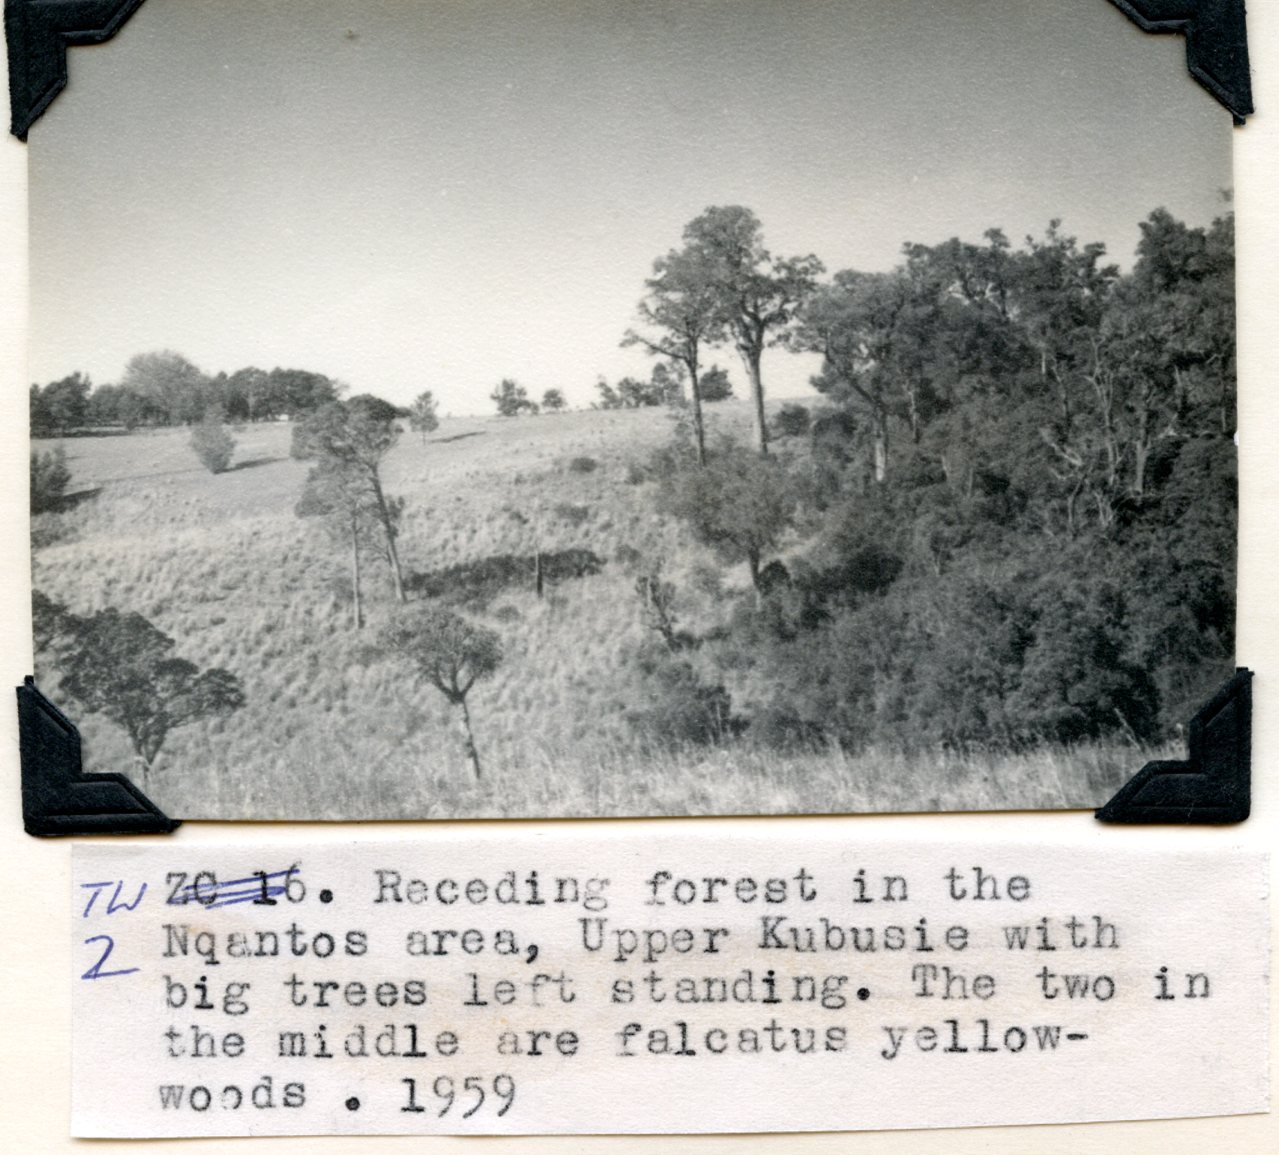 TW ZC 16. Receding forest in the
2 Nqantos area, Upper Kubusie with
big trees left standing. The two in
the middle are falcatus yellow-
woods . 1959